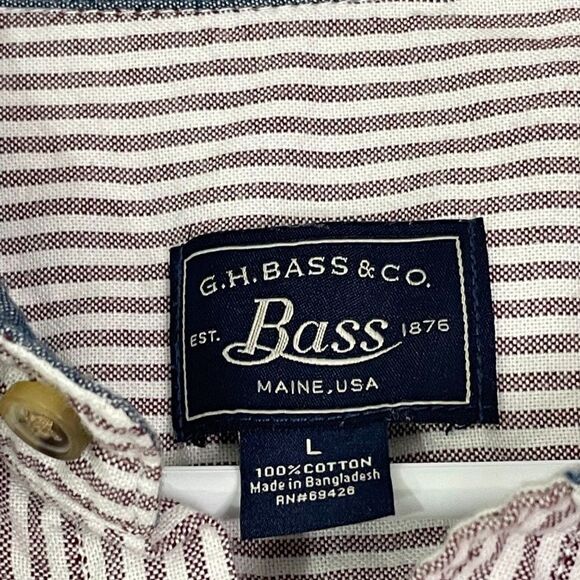 G.H.BASS & CO.
EST. Bass 1876
MAINE, USA
L
100% COTTON
Made in Bangladesh
RN#69426